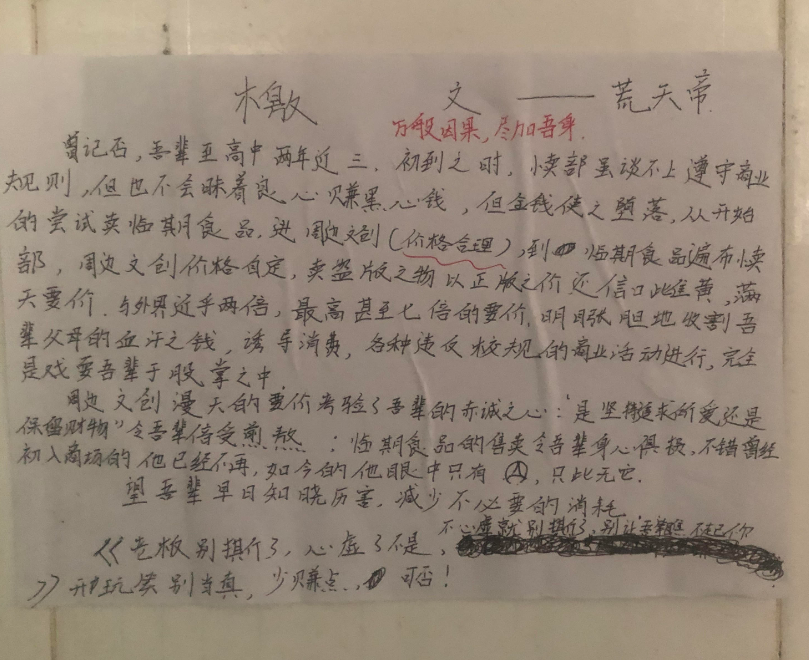 檄 文 —— 荒天帝
万般因果，尽加吾身.
曾记否，吾辈至高中两年近三. 初到之时，小卖部虽谈不上遵守商业
规则，但也不会昧着良心赚黑心钱，但金钱使之堕落，从开始
的尝试卖临期食品，进周边文创（价格合理），到临期食品遍布小卖
部，周边文创价格自定，卖盗版之物以正版之价还信口雌黄，满
天要价. 与外界近乎两倍，最高甚至七倍的要价，明目张胆地收割吾
辈父母的血汗之钱，诱导消费，各种违反校规的商业活动进行，完全
是戏耍吾辈于股掌之中.
周边文创漫天的要价考验了吾辈的赤诚之心：“是坚持追求所爱还是
保留财物”令吾辈倍受煎熬；临期食品的售卖令吾辈身心俱损，不错曾经
初入商场的他已经不再，如今的他眼中只有，只此无它.
望吾辈早日知晓厉害，减少不必要的消耗.
不心虚就别撕了，别让看不起你
《老板别撕了，心虚了不是，
》开玩笑别当真，少赚点，可否！